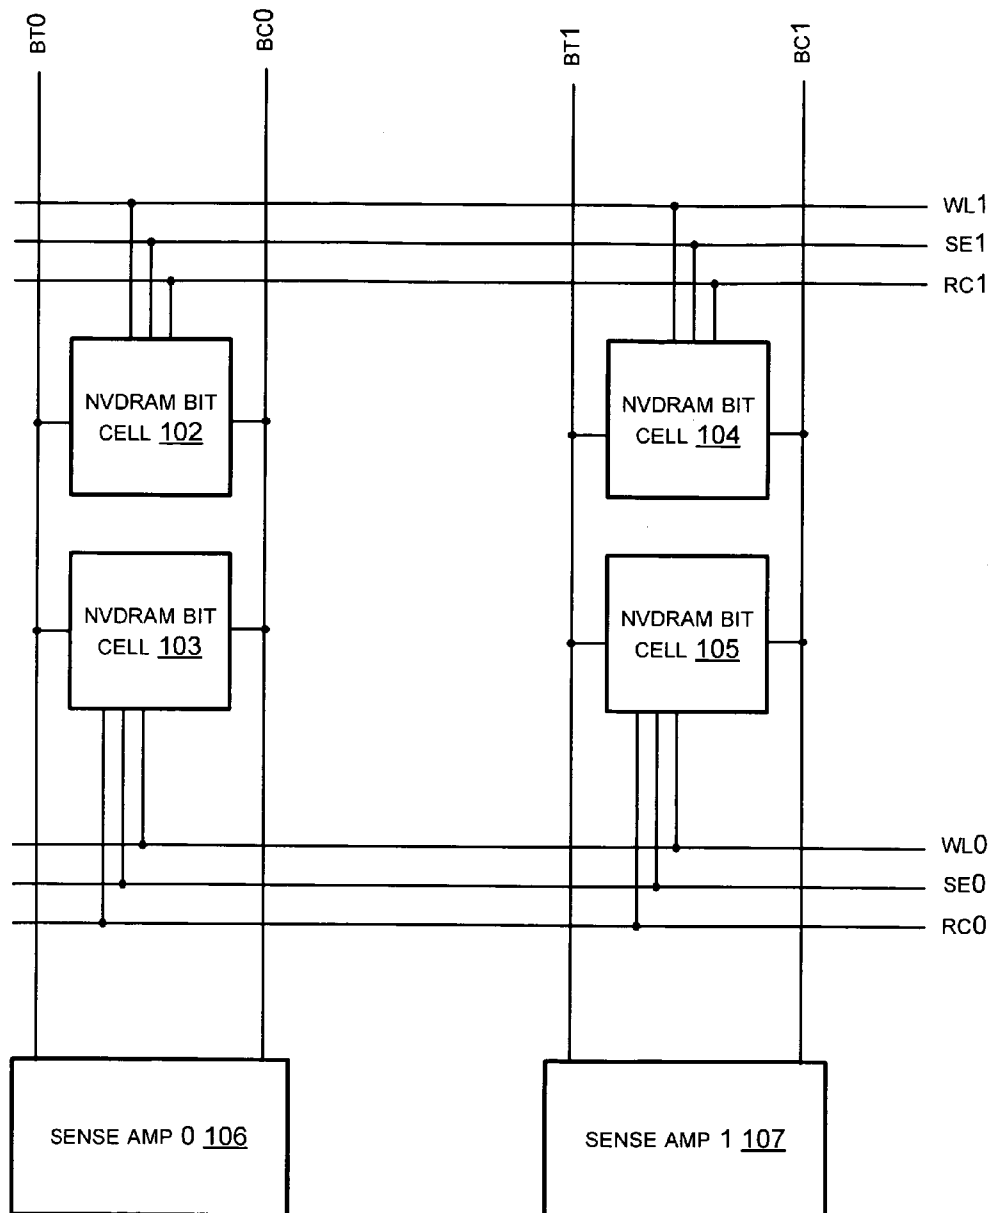 BT0
BC0
BT1
BC1
WL1
SE1
RC1
NVDRAM BIT
CELL 102
NVDRAM BIT
CELL 104
NVDRAM BIT
CELL 103
NVDRAM BIT
CELL 105
WL0
SE0
RC0
SENSE AMP 0 106
SENSE AMP 1 107